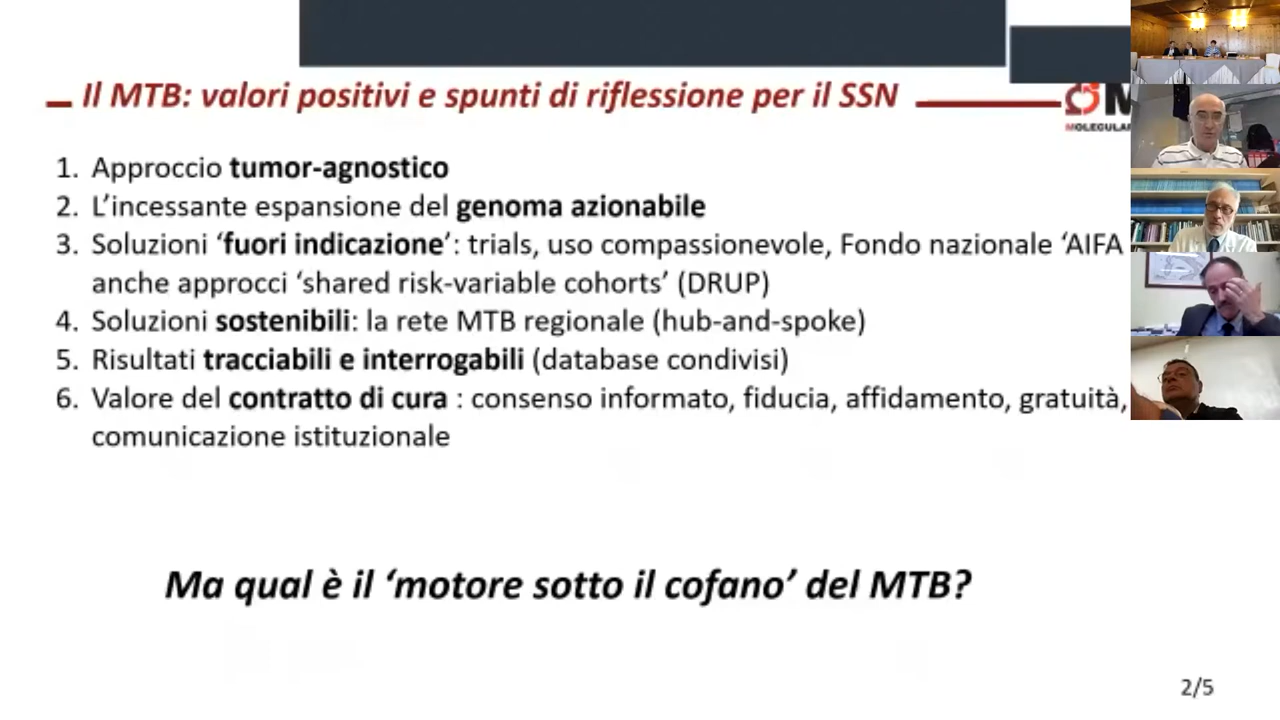 Il MTB: valori positivi e spunti di riflessione per il SSN
MOLECULAR
1. Approccio tumor-agnostico
2. L’incessante espansione del genoma azionabile
3. Soluzioni ‘fuori indicazione’: trials, uso compassionevole, Fondo nazionale ‘AIFA
anche approcci ‘shared risk-variable cohorts’ (DRUP)
4. Soluzioni sostenibili: la rete MTB regionale (hub-and-spoke)
5. Risultati tracciabili e interrogabili (database condivisi)
6. Valore del contratto di cura : consenso informato, fiducia, affidamento, gratuità,
comunicazione istituzionale
Ma qual è il ‘motore sotto il cofano’ del MTB?
2/5